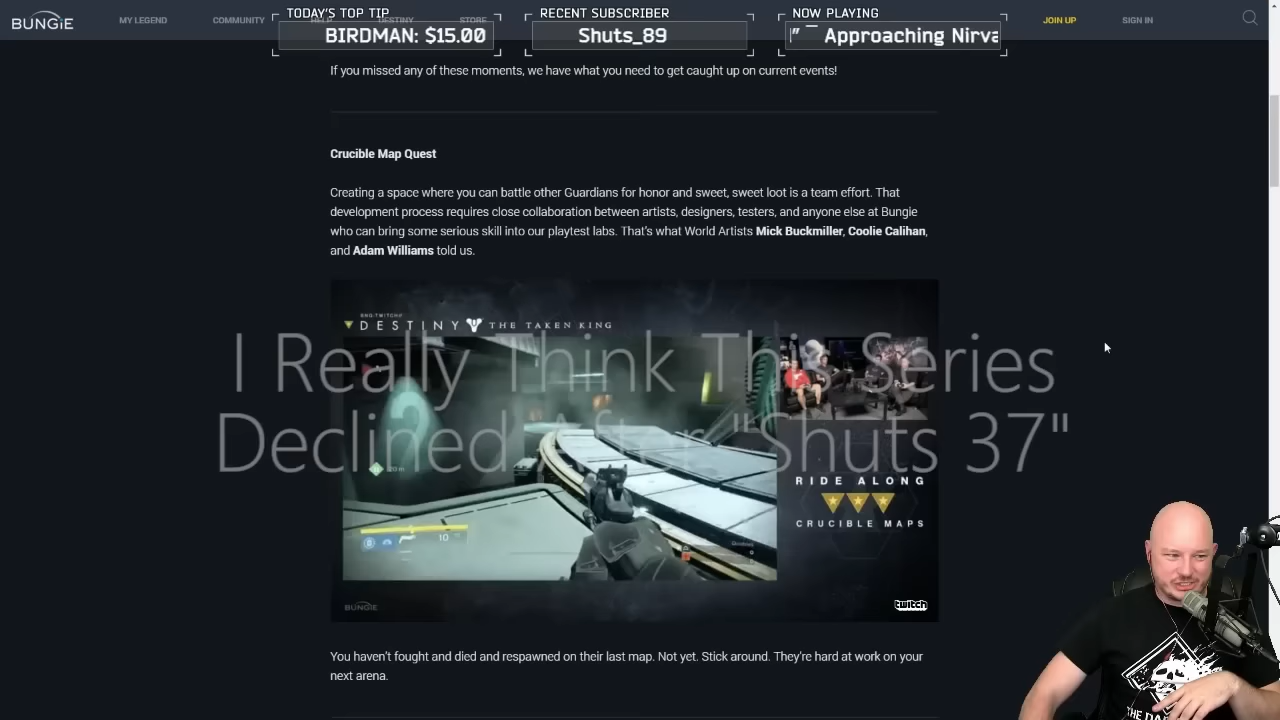 BUNGiE
MY LEGEND
COMMUNITY
HELP
DESTINY
STORE
JOIN UP
SIGN IN
TODAY'S TOP TIP
BIRDMAN: $15.00
RECENT SUBSCRIBER
Shuts_89
NOW PLAYING
Approaching Nirva
If you missed any of these moments, we have what you need to get caught up on current events!
Crucible Map Quest
Creating a space where you can battle other Guardians for honor and sweet, sweet loot is a team effort. That
development process requires close collaboration between artists, designers, testers, and anyone else at Bungie
who can bring some serious skill into our playtest labs. That's what World Artists Mick Buckmiller, Coolie Calihan,
and Adam Williams told us.
DESTINY THE TAKEN KING
I Really Think This Series
Declined After "Shuts 37"
20 m
10
RIDE ALONG
CRUCIBLE MAPS
BUNGiE
twitch
You haven't fought and died and respawned on their last map. Not yet. Stick around. They're hard at work on your
next arena.